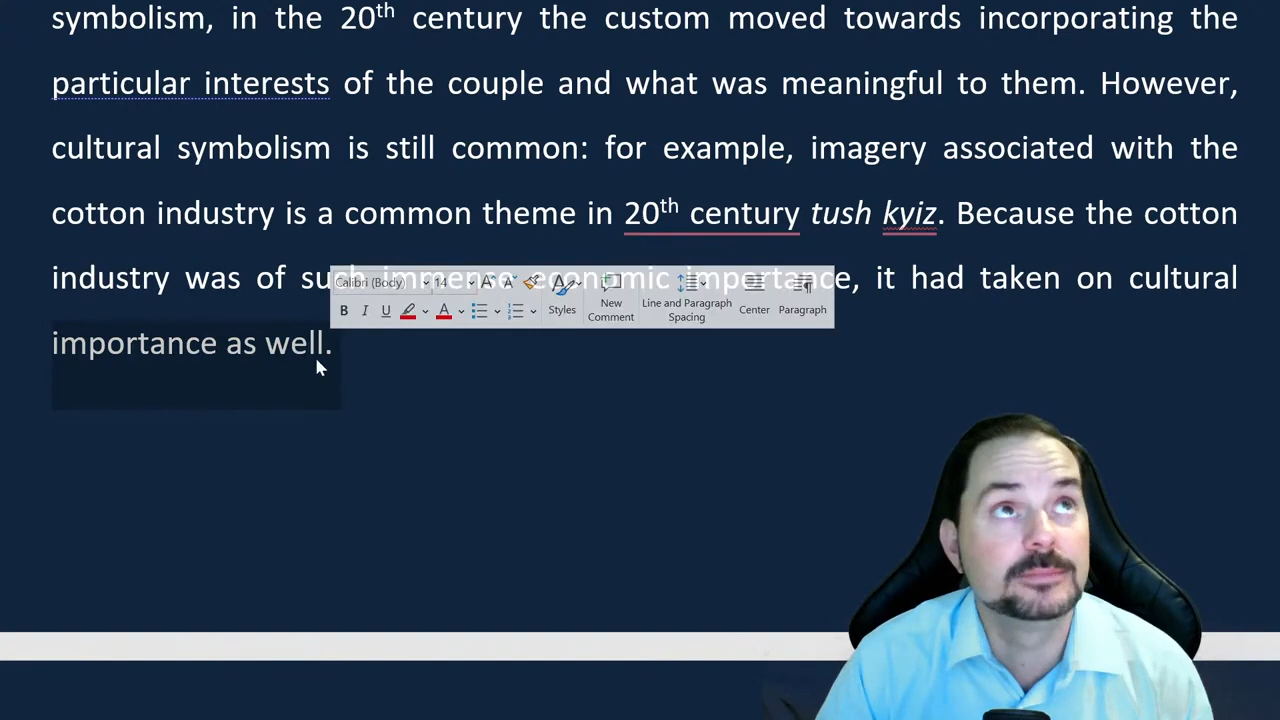 symbolism, in the 20th century the custom moved towards incorporating the
particular interests of the couple and what was meaningful to them. However,
cultural symbolism is still common: for example, imagery associated with the
cotton industry is a common theme in 20th century tush kyiz. Because the cotton
industry was of such immense economic importance, it had taken on cultural
Calibri (Body) 14 A A
New
Comment
Line and Paragraph
Spacing
B I U A Styles Center Paragraph
importance as well.